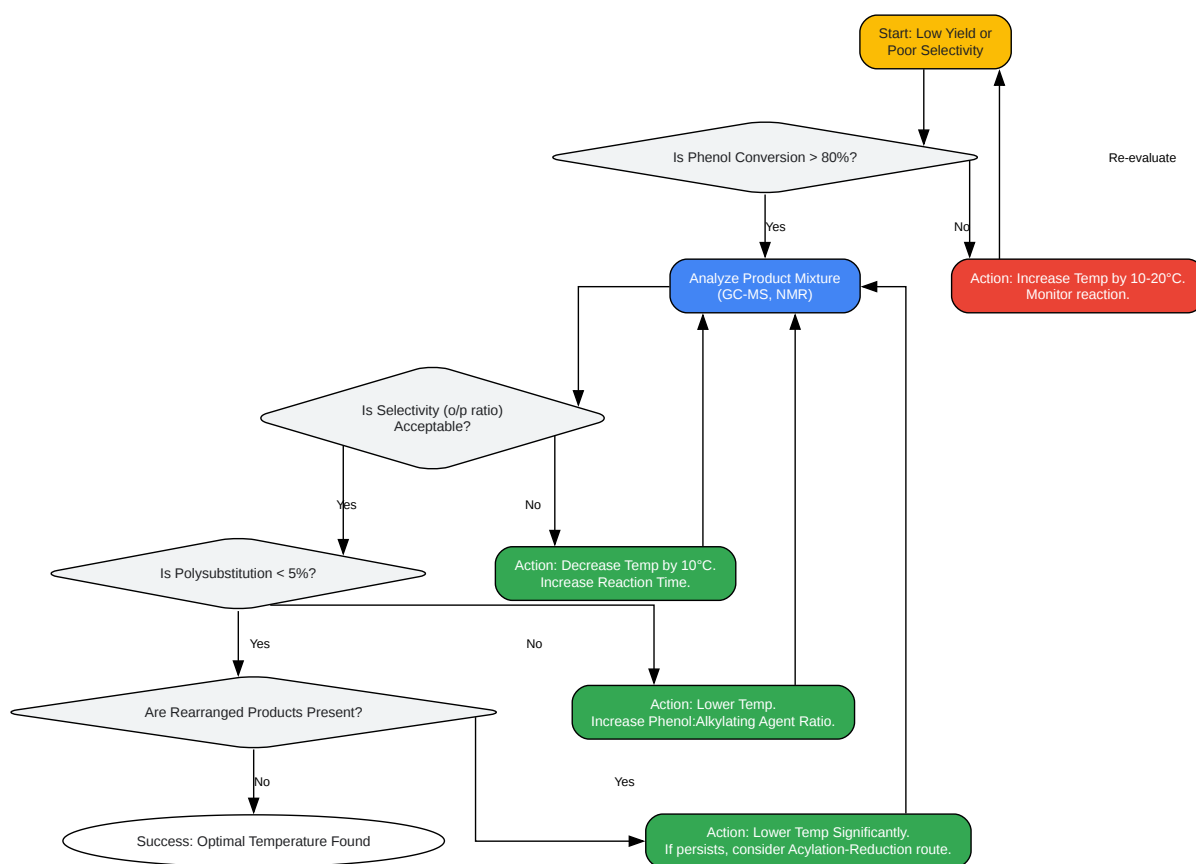 Start: Low Yield or
Poor Selectivity
Is Phenol Conversion > 80%?
Re-evaluate
Yes
No
Analyze Product Mixture
(GC-MS, NMR)
Action: Increase Temp by 10-20°C.
Monitor reaction.
Is Selectivity (o/p ratio)
Acceptable?
Yes
No
Is Polysubstitution < 5%?
Action: Decrease Temp by 10°C.
Increase Reaction Time.
Yes
No
Are Rearranged Products Present?
Action: Lower Temp.
Increase Phenol:Alkylating Agent Ratio.
No
Yes
Success: Optimal Temperature Found
Action: Lower Temp Significantly.
If persists, consider Acylation-Reduction route.